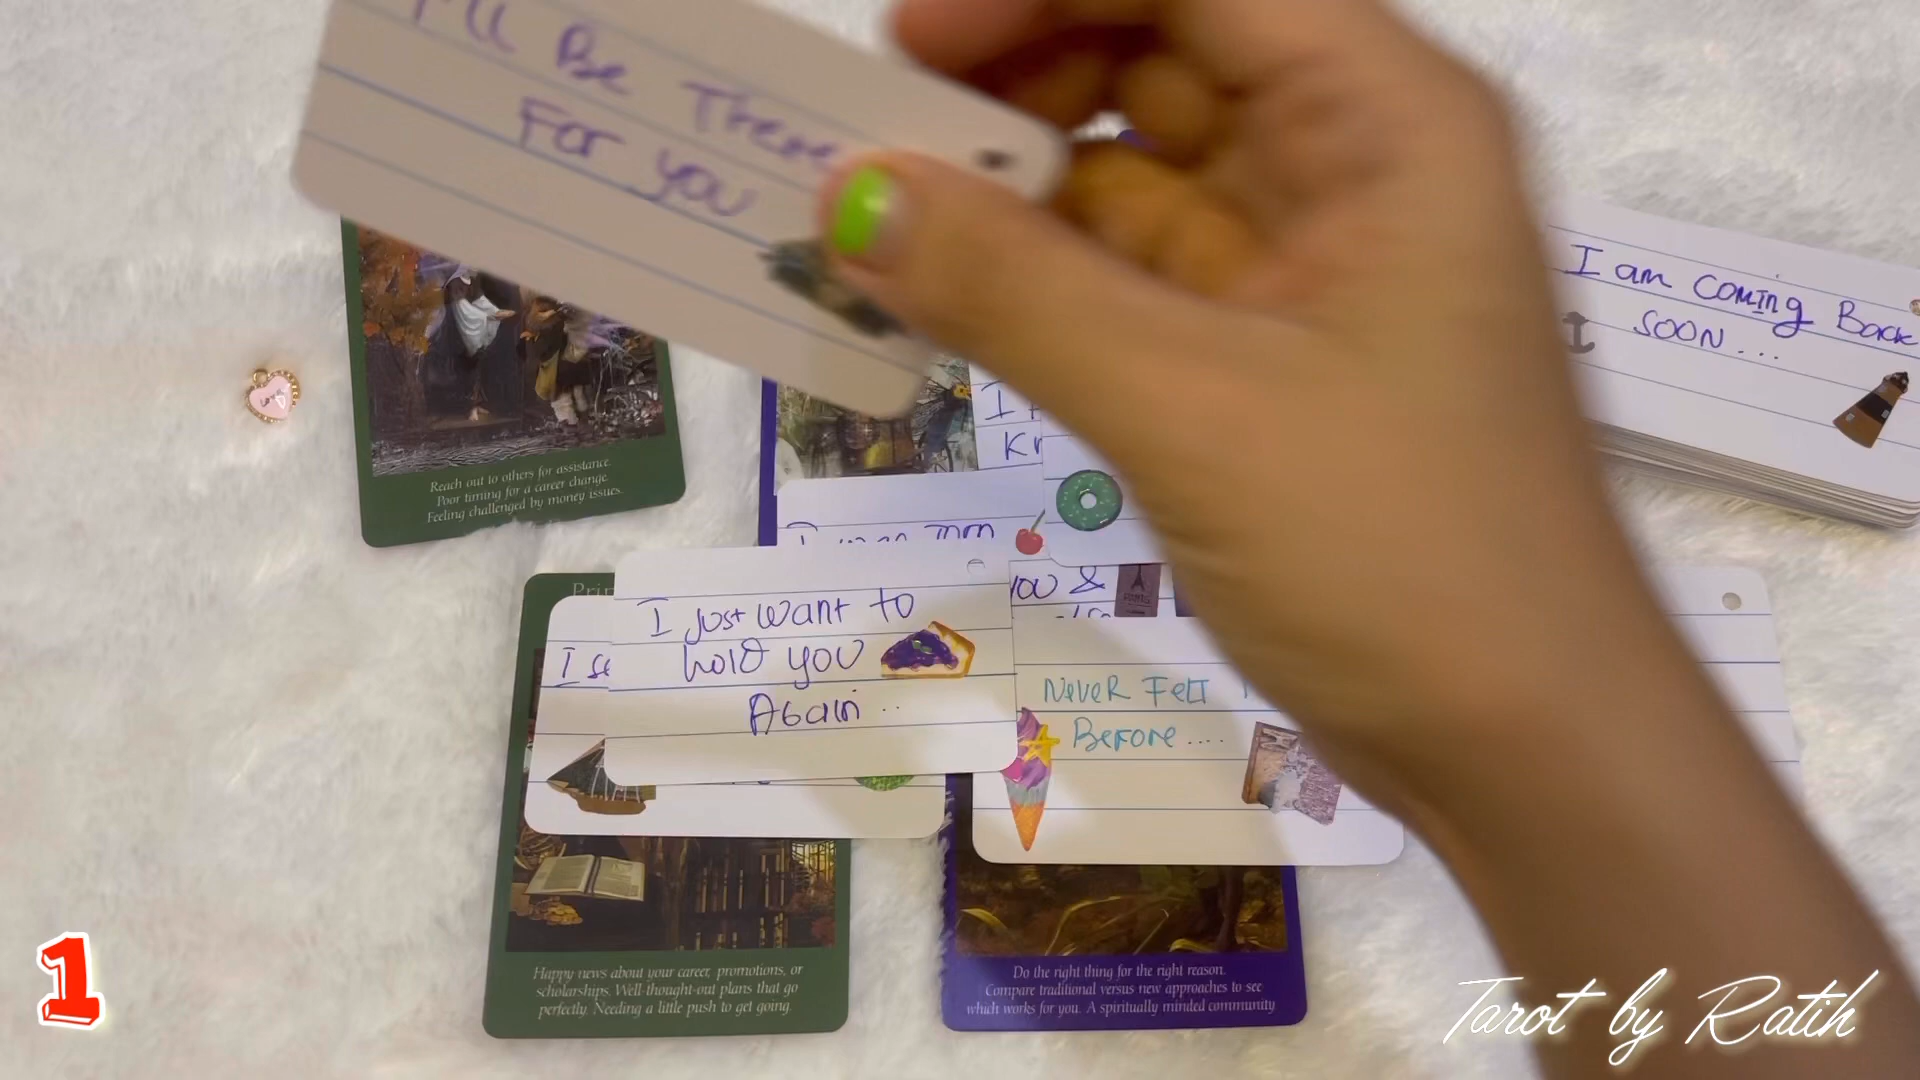 I'll Be There
For you
I am coming Back
soon...
Love
Reach out to others for assistance.
Poor timing for a career change.
Feeling challenged by money issues.
I
you &
PARIS
I just want to
hold you
Again..
I
Never Felt
Before....
Happy news about your career, promotions, or
scholarships. Well-thought-out plans that go
perfectly. Needing a little push to get going.
Do the right thing for the right reason.
Compare traditional versus new approaches to see
which works for you. A spiritually minded community
1
Tarot by Ratih